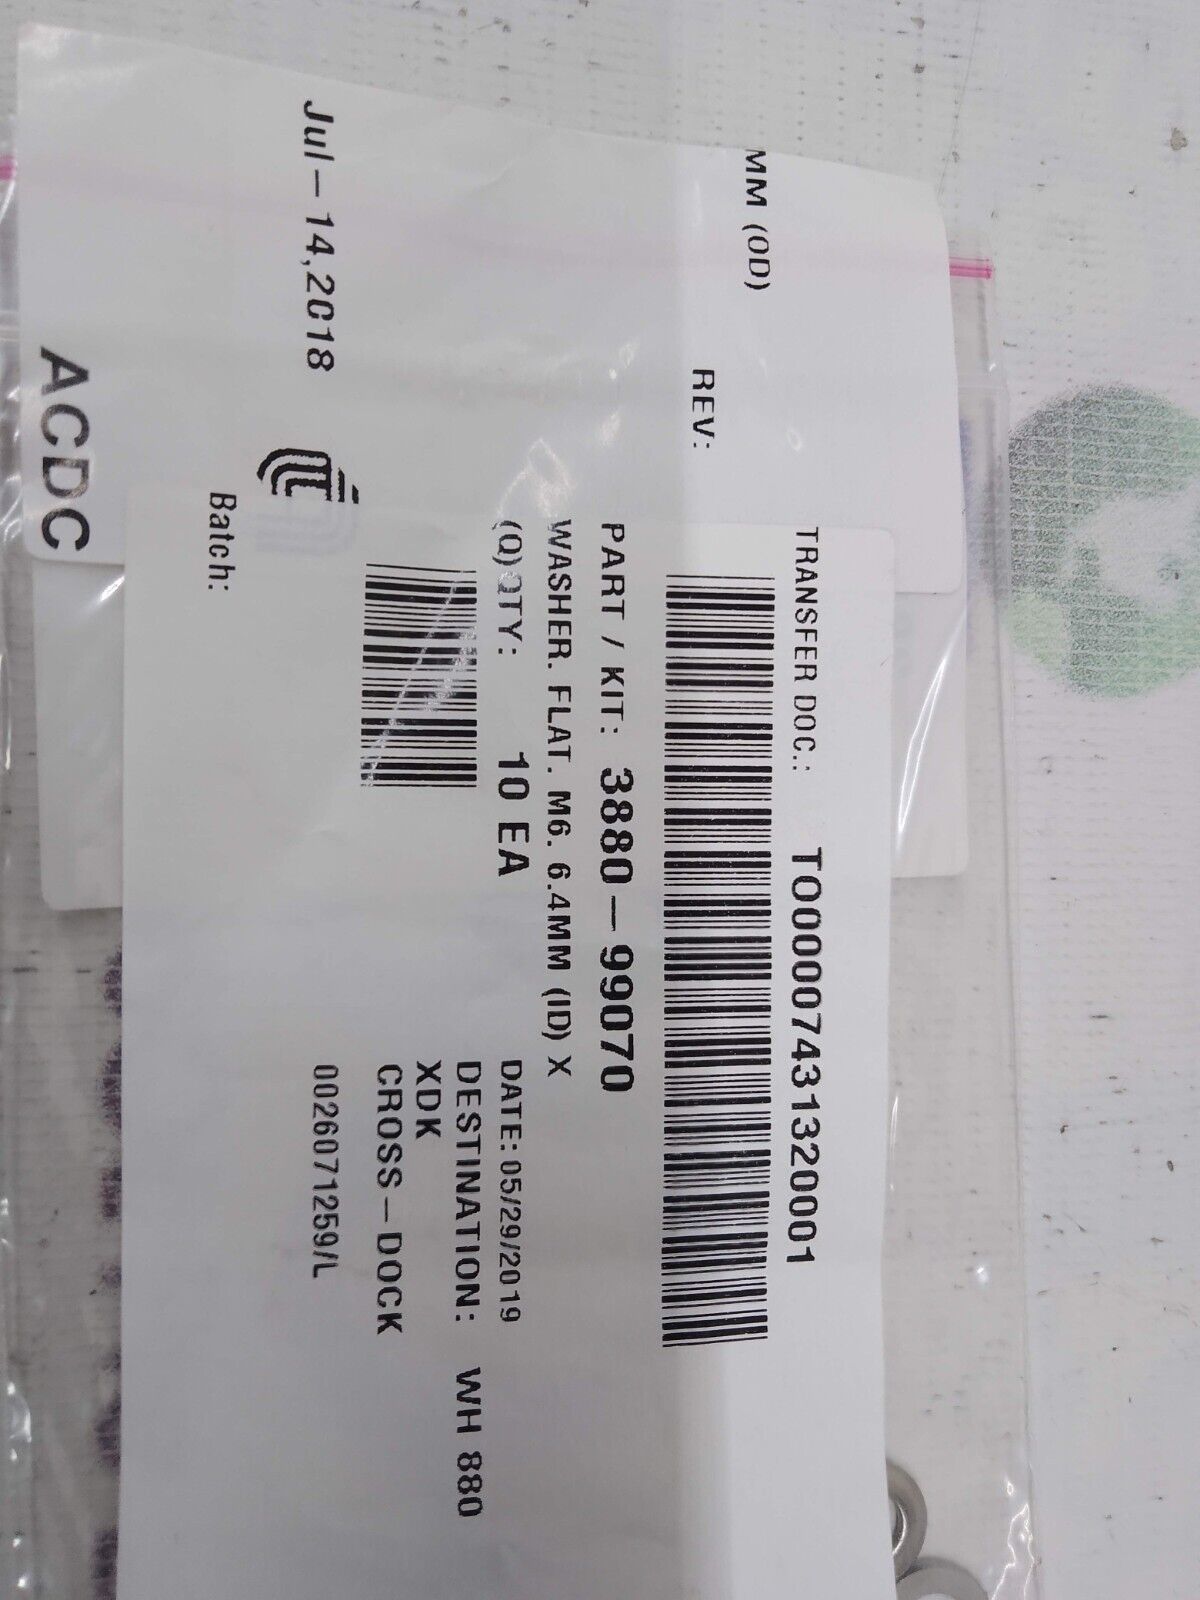 TRANSFER DOC.: TO000074313200001
PART / KIT: 3880-99070
WASHER. FLAT. M6. 6.4MM (ID) X
(Q) QTY: 10 EA
DATE: 05/29/2019
DESTINATION: WH 880
XDK
CROSS-DOCK
0026071259/L
Batch:
MM (OD)
REV:
Jul-14,2018
ACDC